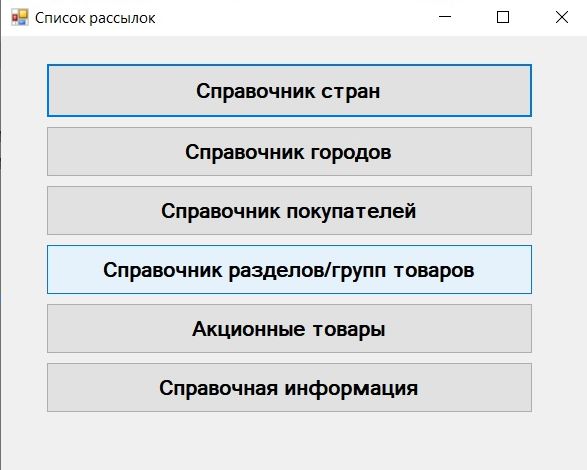 Список рассылок
Справочник стран
Справочник городов
Справочник покупателей
Справочник разделов/групп товаров
Акционные товары
Справочная информация